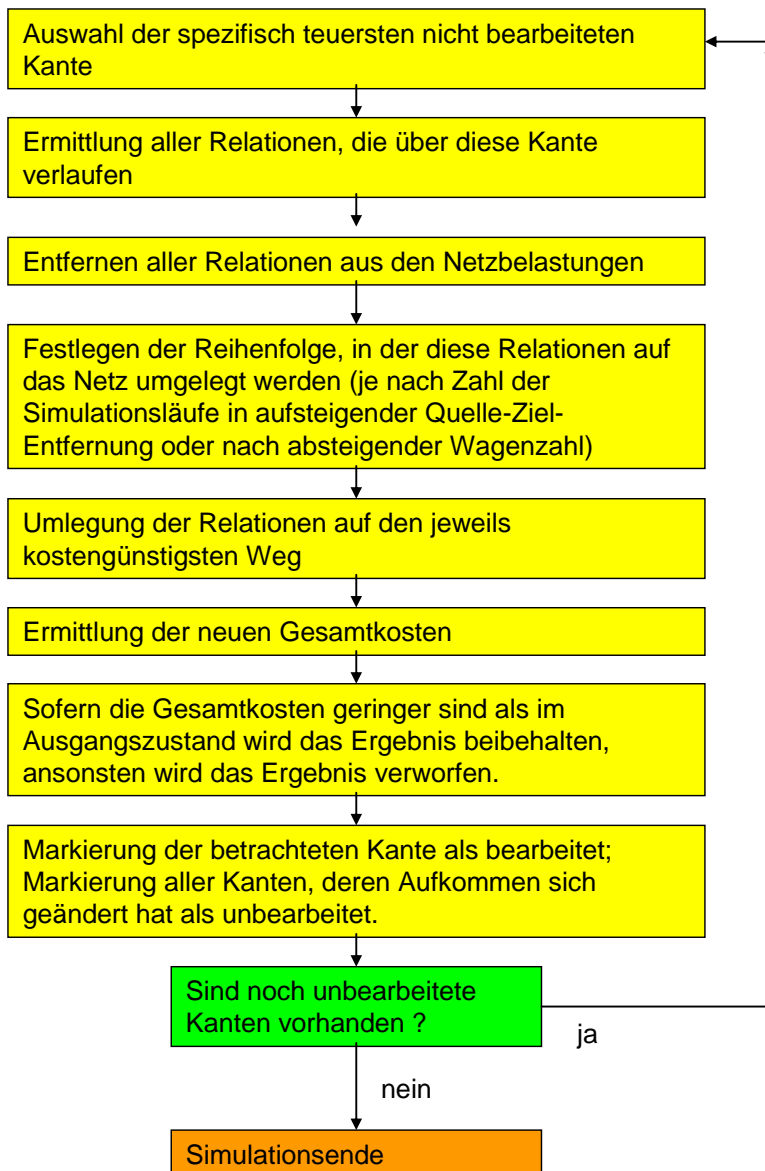 Auswahl der spezifisch teuersten nicht bearbeiteten
Kante
Ermittlung aller Relationen, die über diese Kante
verlaufen
Entfernen aller Relationen aus den Netzbelastungen
Festlegen der Reihenfolge, in der diese Relationen auf
das Netz umgelegt werden (je nach Zahl der
Simulationsläufe in aufsteigender Quelle-Ziel-
Entfernung oder nach absteigender Wagenzahl)
Umlegung der Relationen auf den jeweils
kostengünstigsten Weg
Ermittlung der neuen Gesamtkosten
Sofern die Gesamtkosten geringer sind als im
Ausgangszustand wird das Ergebnis beibehalten,
ansonsten wird das Ergebnis verworfen.
Markierung der betrachteten Kante als bearbeitet;
Markierung aller Kanten, deren Aufkommen sich
geändert hat als unbearbeitet.
Sind noch unbearbeitete
Kanten vorhanden ?
ja
nein
Simulationsende